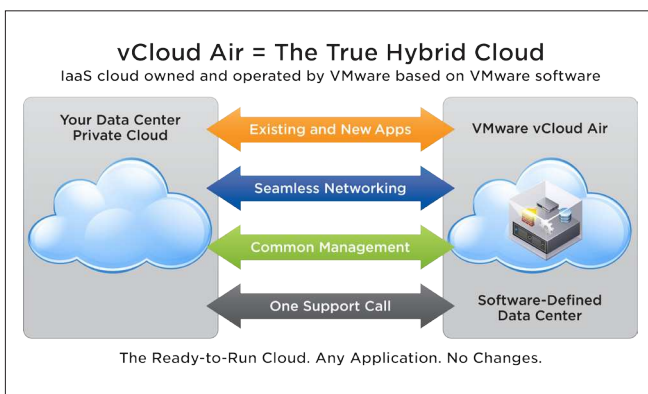 vCloud Air = The True Hybrid Cloud
IaaS cloud owned and operated by VMware based on VMware software
Your Data Center
Private Cloud
Existing and New Apps
VMware vCloud Air
Seamless Networking
Common Management
One Support Call
Software-Defined
Data Center
The Ready-to-Run Cloud. Any Application. No Changes.